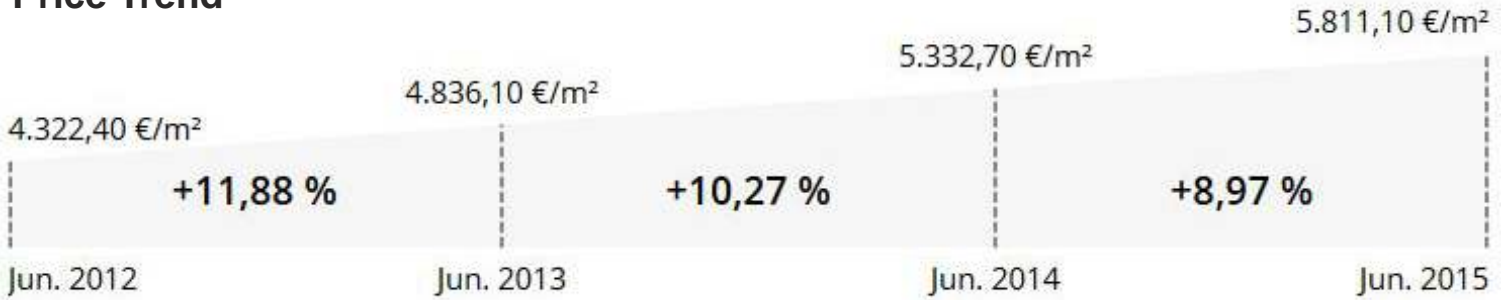 Price Trend
5.811,10 €/m²
5.332,70 €/m²
4.836,10 €/m²
4.322,40 €/m²
+11,88 % +10,27 % +8,97 %
Jun. 2012 Jun. 2013 Jun. 2014 Jun. 2015